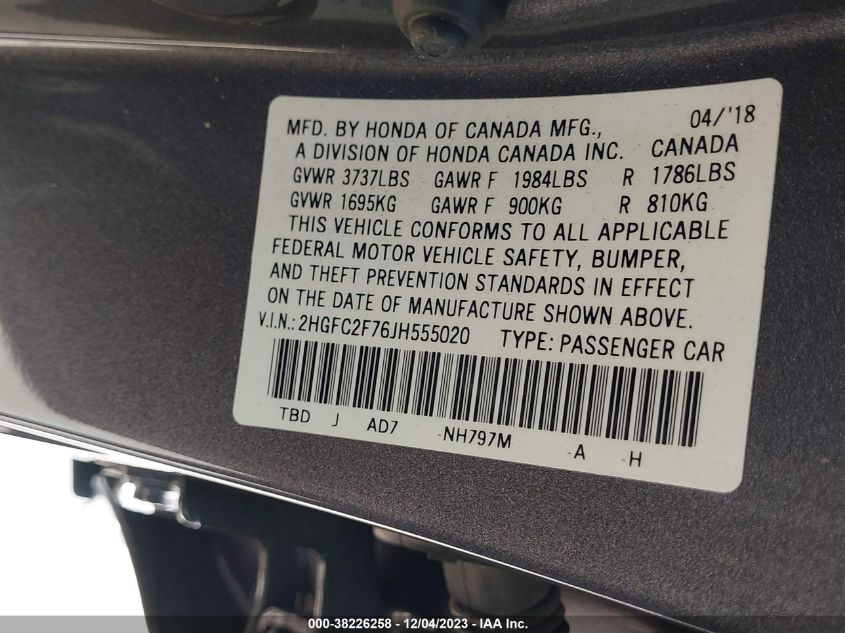 MFD. BY HONDA OF CANADA MFG., 04/'18
A DIVISION OF HONDA CANADA INC. CANADA
GVWR 3737LBS GAWR F 1984LBS R 1786LBS
GVWR 1695KG GAWR F 900KG R 810KG
THIS VEHICLE CONFORMS TO ALL APPLICABLE
FEDERAL MOTOR VEHICLE SAFETY, BUMPER,
AND THEFT PREVENTION STANDARDS IN EFFECT
ON THE DATE OF MANUFACTURE SHOWN ABOVE.
V.I.N.: 2HGFC2F76JH555020 TYPE: PASSENGER CAR
TBD J AD7 -NH797M -A -H
000-38226258 - 12/04/2023 - IAA Inc.